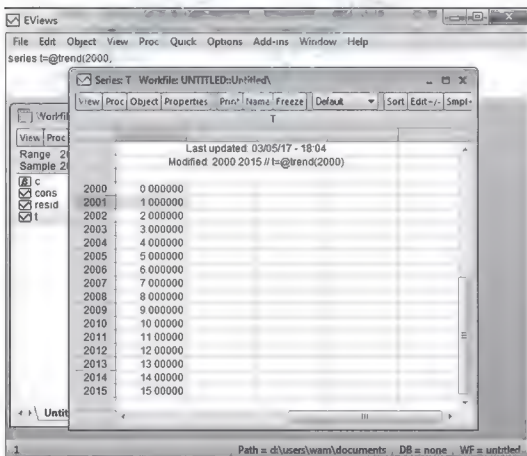 EViews
File Edit Object View Proc Quick Options Add-ins Window Help
series t=@trend(2000,
Series: T Workfile: UNTITLED::Untitled\
View Proc Object Properties Print Name Freeze Default Sort Edit+/- Smpl+
T
Workfil
View Proc
Range 2
Sample 20
c
cons
resid
t
Last updated: 03/05/17 - 18:04
Modified: 2000 2015 // t=@trend(2000)
2000 0.000000
2001 1.000000
2002 2.000000
2003 3.000000
2004 4.000000
2005 5.000000
2006 6.000000
2007 7.000000
2008 8.000000
2009 9.000000
2010 10.00000
2011 11.00000
2012 12.00000
2013 13.00000
2014 14.00000
2015 15.00000
Untit
1 Path = d:\users\wam\documents DB = none WF = untitled